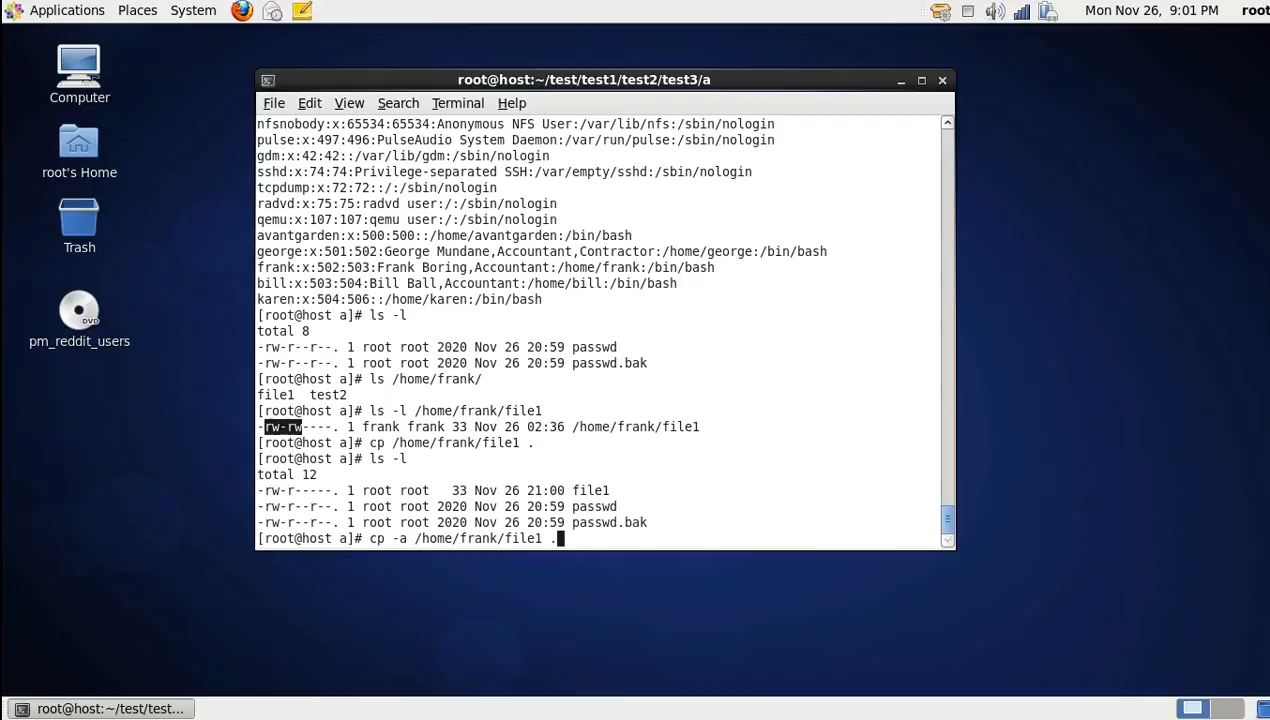 Applications Places System Mon Nov 26, 9:01 PM root
Computer
root's Home
Trash
DVD
pm_reddit_users
root@host:~/test/test1/test2/test3/a
File Edit View Search Terminal Help
nfsnobody:x:65534:65534:Anonymous NFS User:/var/lib/nfs:/sbin/nologin
pulse:x:497:496:PulseAudio System Daemon:/var/run/pulse:/sbin/nologin
gdm:x:42:42::/var/lib/gdm:/sbin/nologin
sshd:x:74:74:Privilege-separated SSH:/var/empty/sshd:/sbin/nologin
tcpdump:x:72:72::/:/sbin/nologin
radvd:x:75:75:radvd user:/:/sbin/nologin
qemu:x:107:107:qemu user:/:/sbin/nologin
avantgarden:x:500:500::/home/avantgarden:/bin/bash
george:x:501:502:George Mundane,Accountant,Contractor:/home/george:/bin/bash
frank:x:502:503:Frank Boring,Accountant:/home/frank:/bin/bash
bill:x:503:504:Bill Ball,Accountant:/home/bill:/bin/bash
karen:x:504:506::/home/karen:/bin/bash
[root@host a]# ls -l
total 8
-rw-r--r--. 1 root root 2020 Nov 26 20:59 passwd
-rw-r--r--. 1 root root 2020 Nov 26 20:59 passwd.bak
[root@host a]# ls /home/frank/
file1  test2
[root@host a]# ls -l /home/frank/file1
-rw-rw----. 1 frank frank 33 Nov 26 02:36 /home/frank/file1
[root@host a]# cp /home/frank/file1 .
[root@host a]# ls -l
total 12
-rw-r-----. 1 root root   33 Nov 26 21:00 file1
-rw-r--r--. 1 root root 2020 Nov 26 20:59 passwd
-rw-r--r--. 1 root root 2020 Nov 26 20:59 passwd.bak
[root@host a]# cp -a /home/frank/file1 .
root@host:~/test/test...